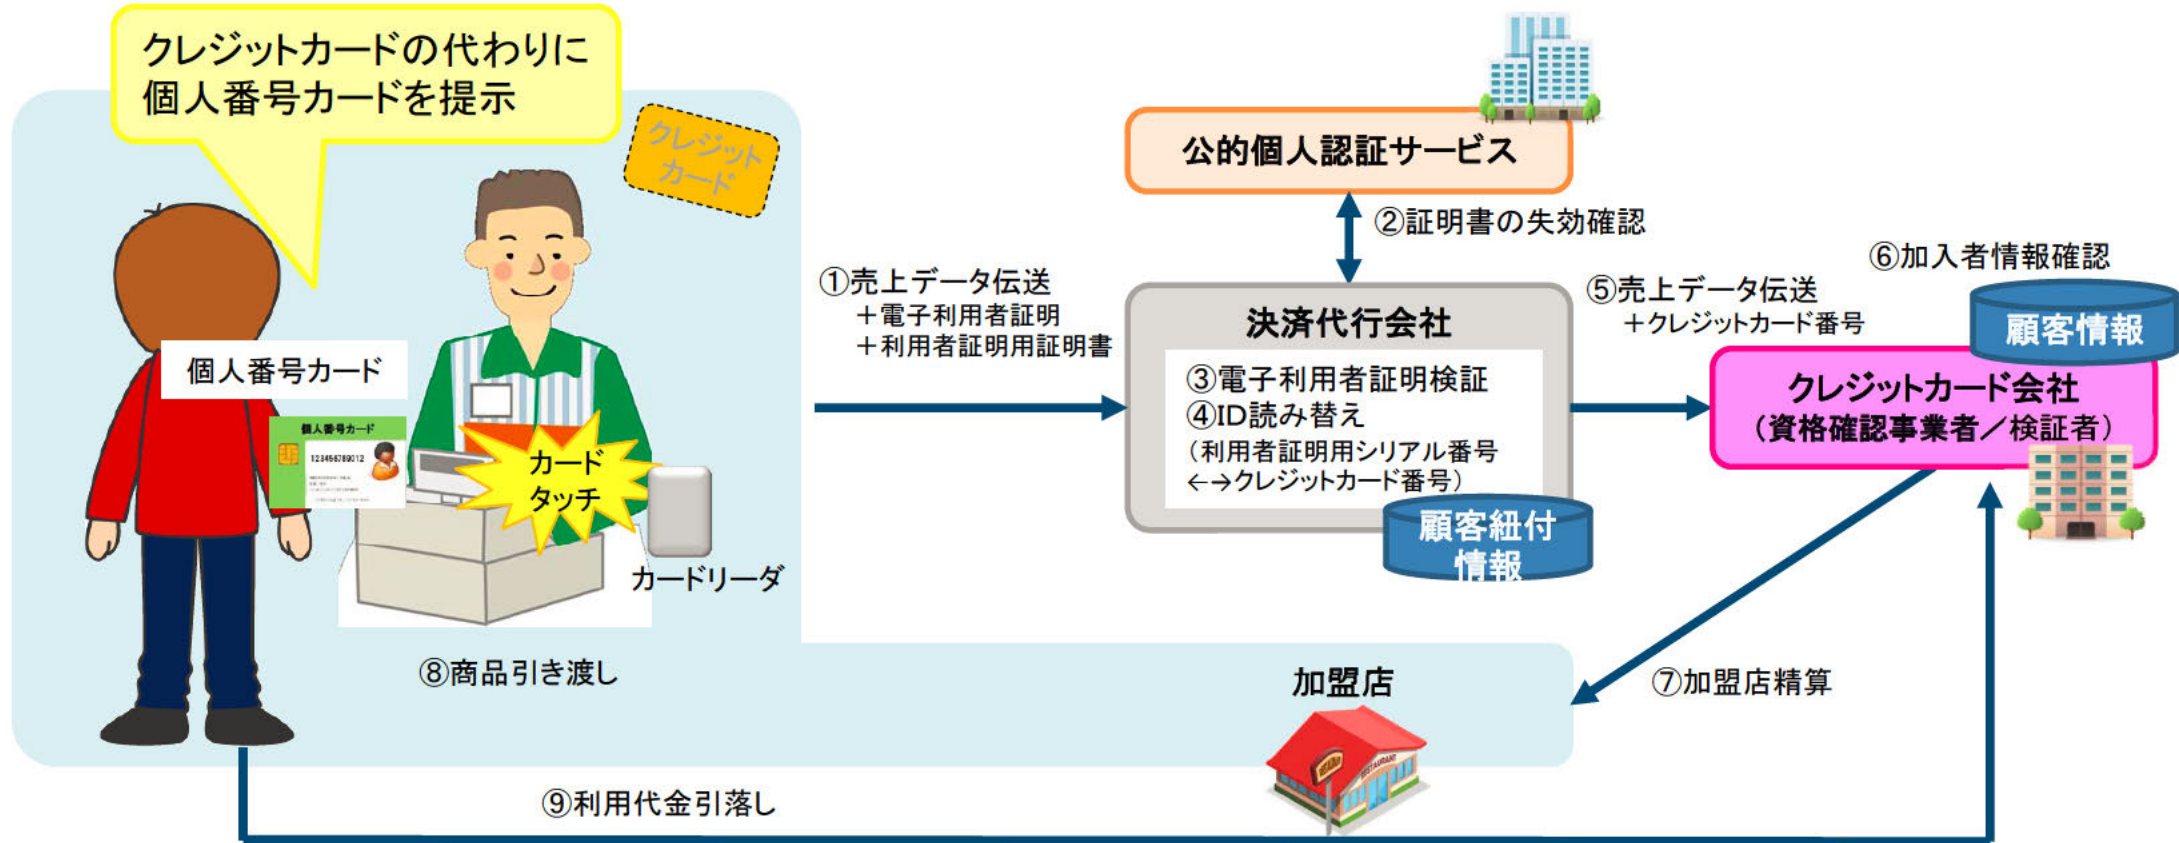 クレジットカードの代わりに
個人番号カードを提示
クレジット
カード
個人番号カード
個人番号カード
123456789012
カード
タッチ
カードリーダ
⑧商品引き渡し
①売上データ伝送
＋電子利用者証明
＋利用者証明用証明書
公的個人認証サービス
②証明書の失効確認
決済代行会社
③電子利用者証明検証
④ID読み替え
（利用者証明用シリアル番号
←→クレジットカード番号）
顧客紐付
情報
⑤売上データ伝送
＋クレジットカード番号
⑥加入者情報確認
顧客情報
クレジットカード会社
（資格確認事業者／検証者）
⑦加盟店精算
加盟店
RESTAURANT
⑨利用代金引落し